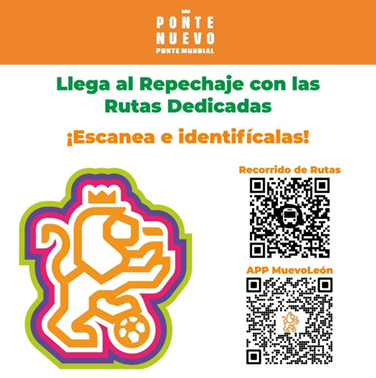 PONTE
NUEVO
PONTE MUNDIAL
Llega al Repechaje con las
Rutas Dedicadas
¡Escanea e identifícalas!
Recorrido de Rutas
APP MuevoLeón